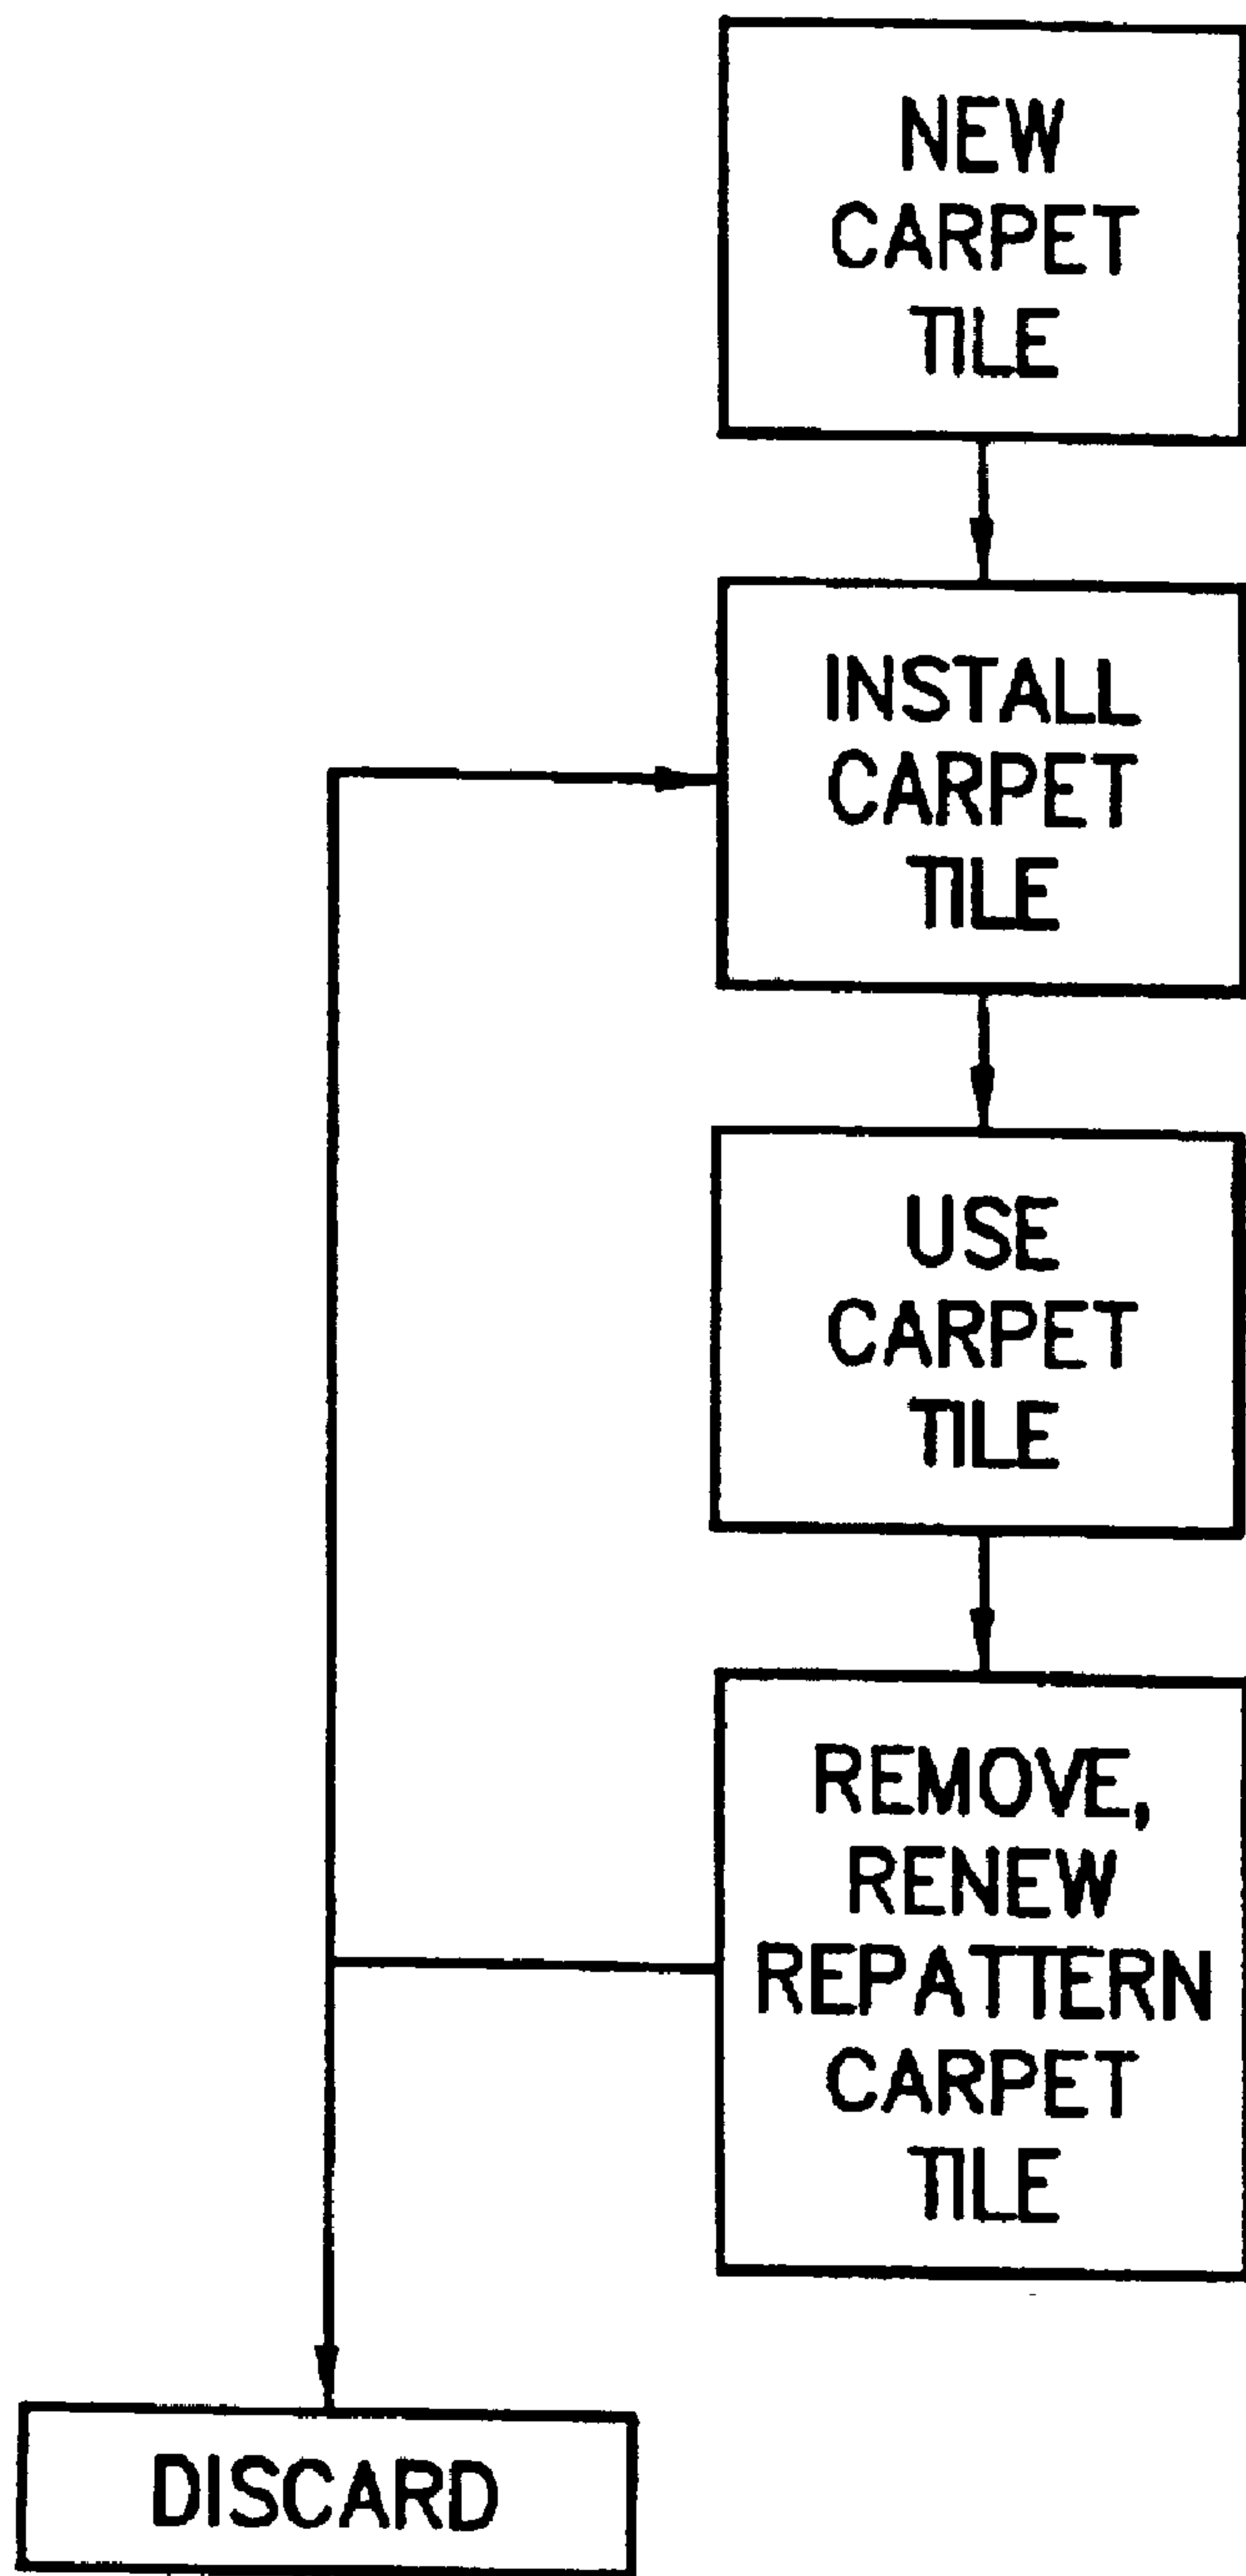 NEW
CARPET
TILE
INSTALL
CARPET
TILE
USE
CARPET
TILE
REMOVE,
RENEW
REPATTERN
CARPET
TILE
DISCARD